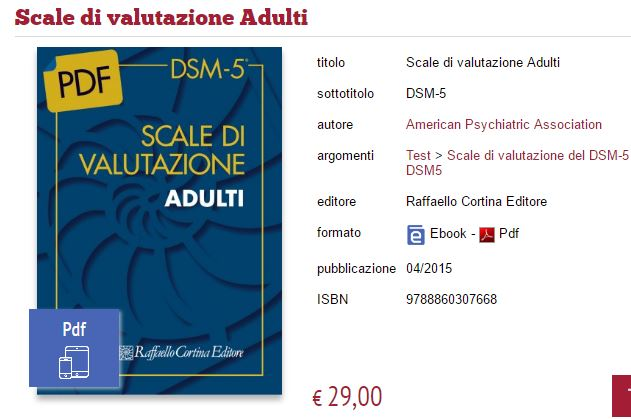 Scale di valutazione Adulti
PDF
DSM-5®
SCALE DI
VALUTAZIONE
ADULTI
Pdf
Raffaello Cortina Editore
titolo Scale di valutazione Adulti
sottotitolo DSM-5
autore American Psychiatric Association
argomenti Test > Scale di valutazione del DSM-5
DSM5
editore Raffaello Cortina Editore
formato Ebook - Pdf
pubblicazione 04/2015
ISBN 9788860307668
€ 29,00